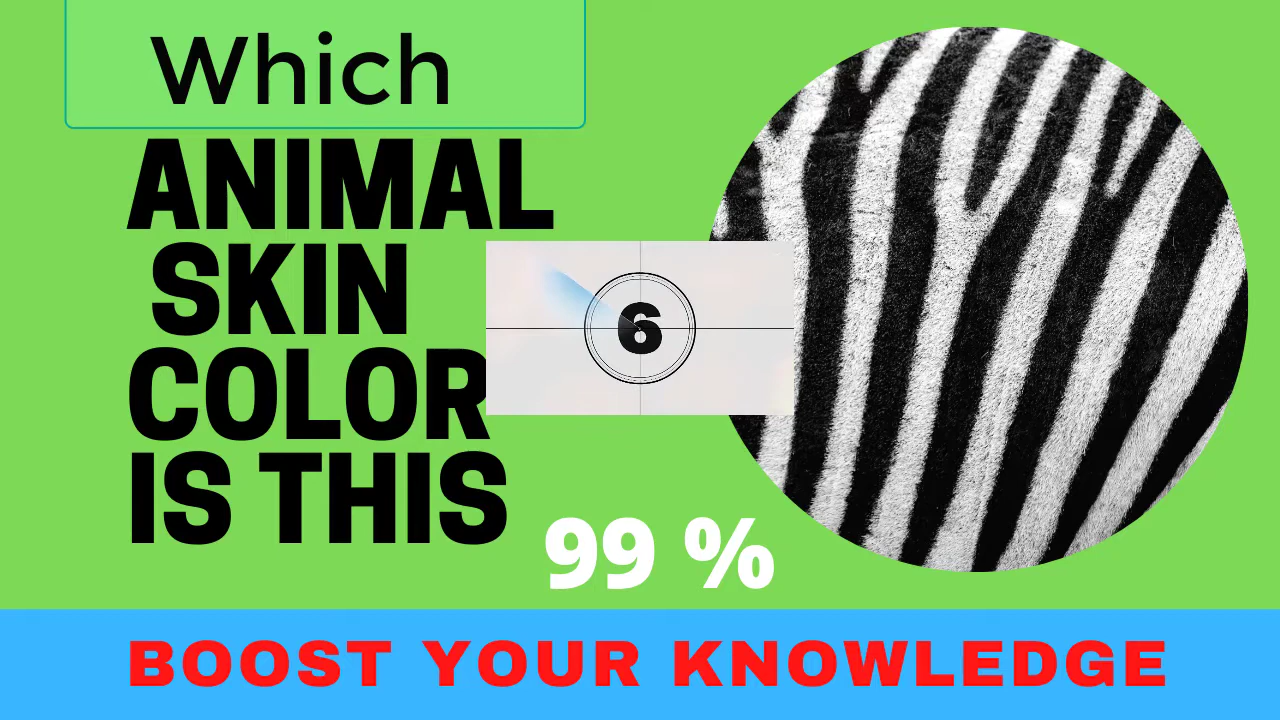 Which
ANIMAL
SKIN
COLOR
IS THIS
6
99 %
BOOST YOUR KNOWLEDGE